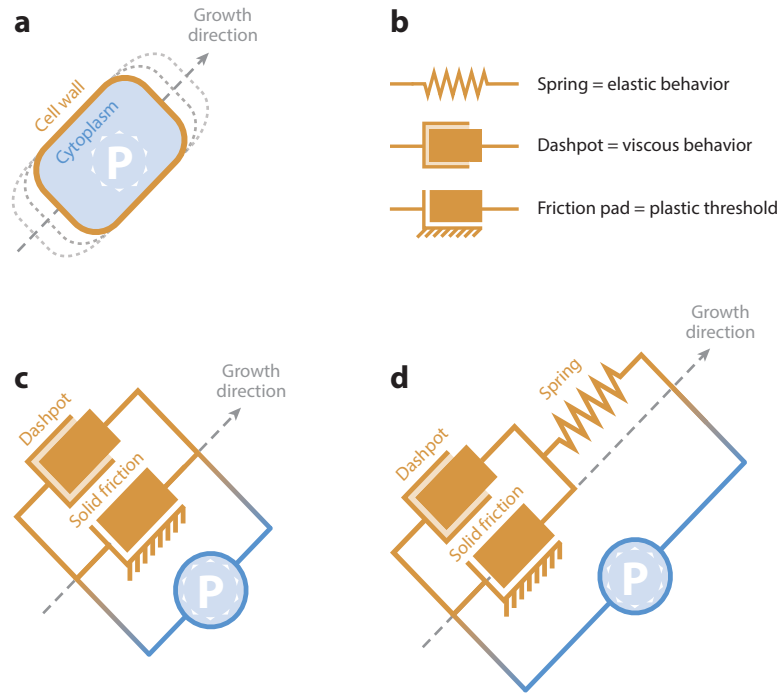 a
Growth
direction
Cell wall
Cytoplasm
P
b
Spring = elastic behavior
Dashpot = viscous behavior
Friction pad = plastic threshold
c
Growth
direction
Dashpot
Solid friction
P
d
Growth
direction
Spring
Dashpot
Solid friction
P